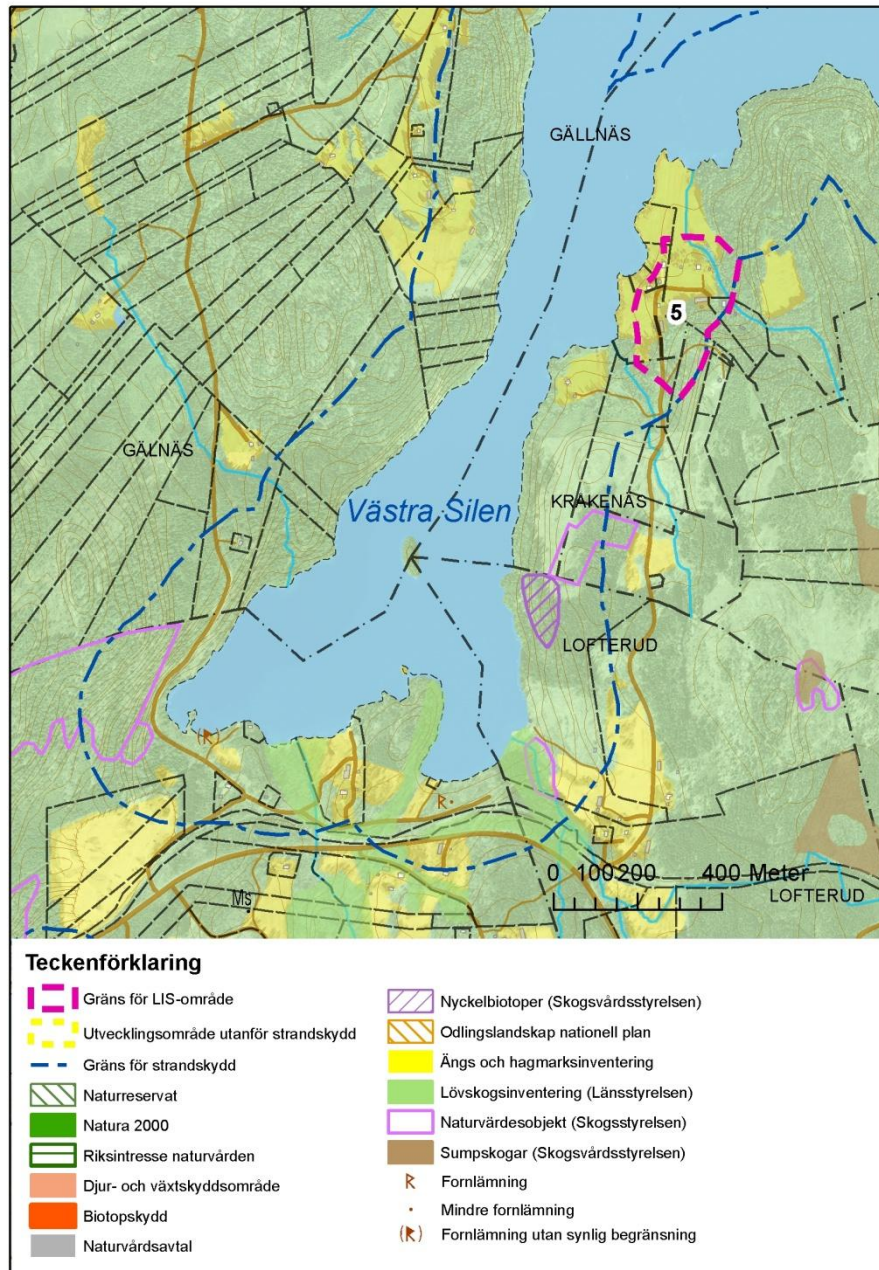 GÄLLNÄS
5
GÄLNÄS
KRÅKENÄS
Västra Silen
LOFTERUD
(R)
R
0 100 200 400 Meter
Ms
LOFTERUD
Teckenförklaring
Gräns för LIS-område
Utvecklingsområde utanför strandskydd
Gräns för strandskydd
Naturreservat
Natura 2000
Riksintresse naturvården
Djur- och växtskyddsområde
Biotopskydd
Naturvårdsavtal
Nyckelbiotoper (Skogsvårdsstyrelsen)
Odlingslandskap nationell plan
Ängs och hagmarksinventering
Lövskogsinventering (Länsstyrelsen)
Naturvärdesobjekt (Skogsstyrelsen)
Sumpskogar (Skogsvårdsstyrelsen)
R Fornlämning
Mindre fornlämning
(R) Fornlämning utan synlig begränsning